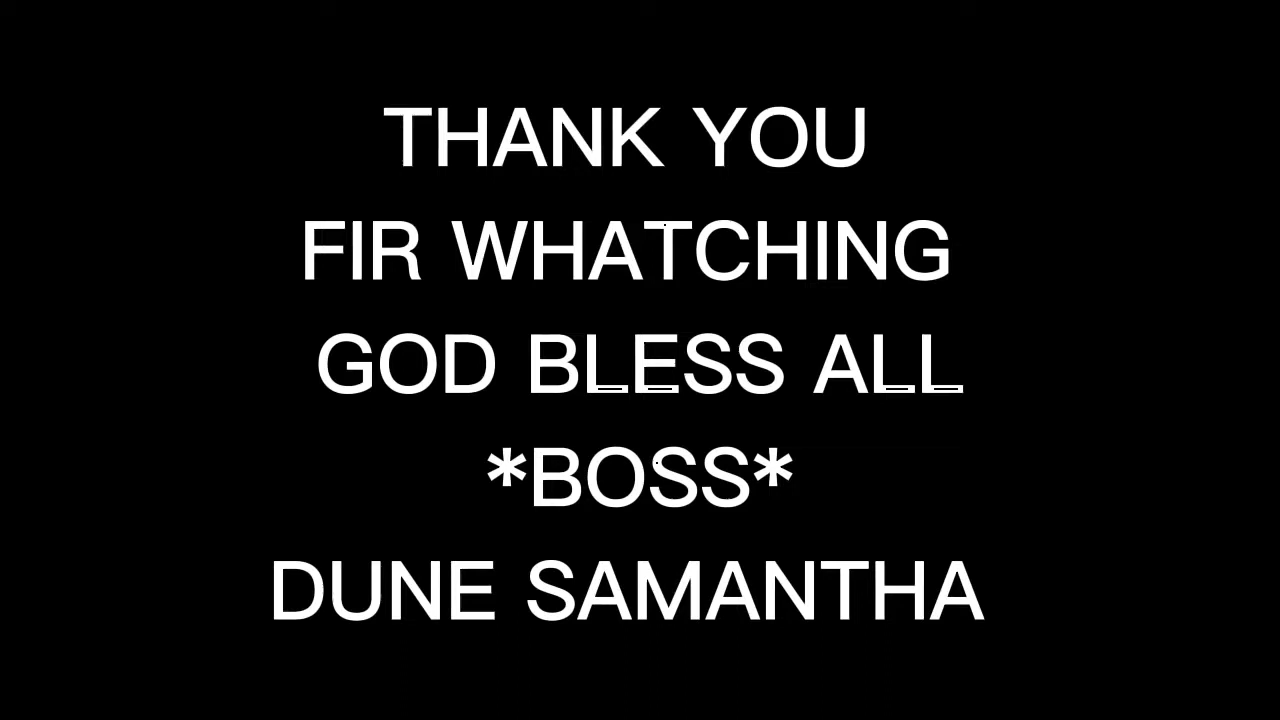 THANK YOU
FIR WHATCHING
GOD BLESS ALL
*BOSS*
DUNE SAMANTHA